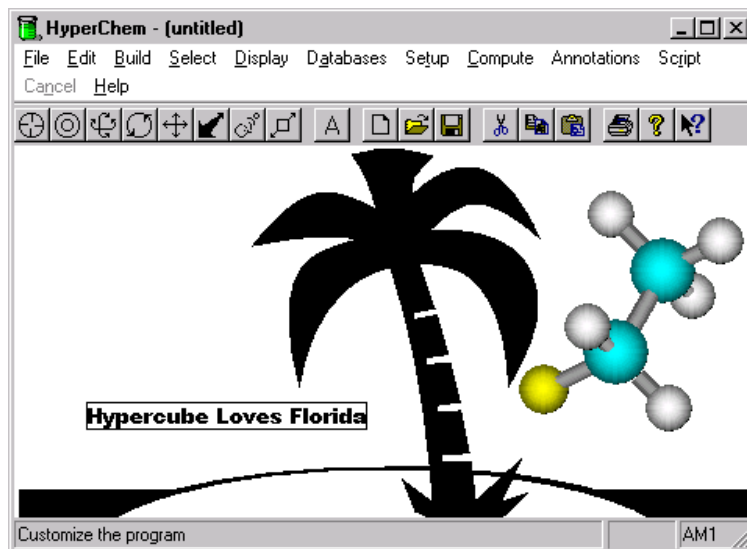 HyperChem - (untitled)
File Edit Build Select Display Databases Setup Compute Annotations Script
Cancel Help
A
Hypercube Loves Florida
Customize the program
AM1